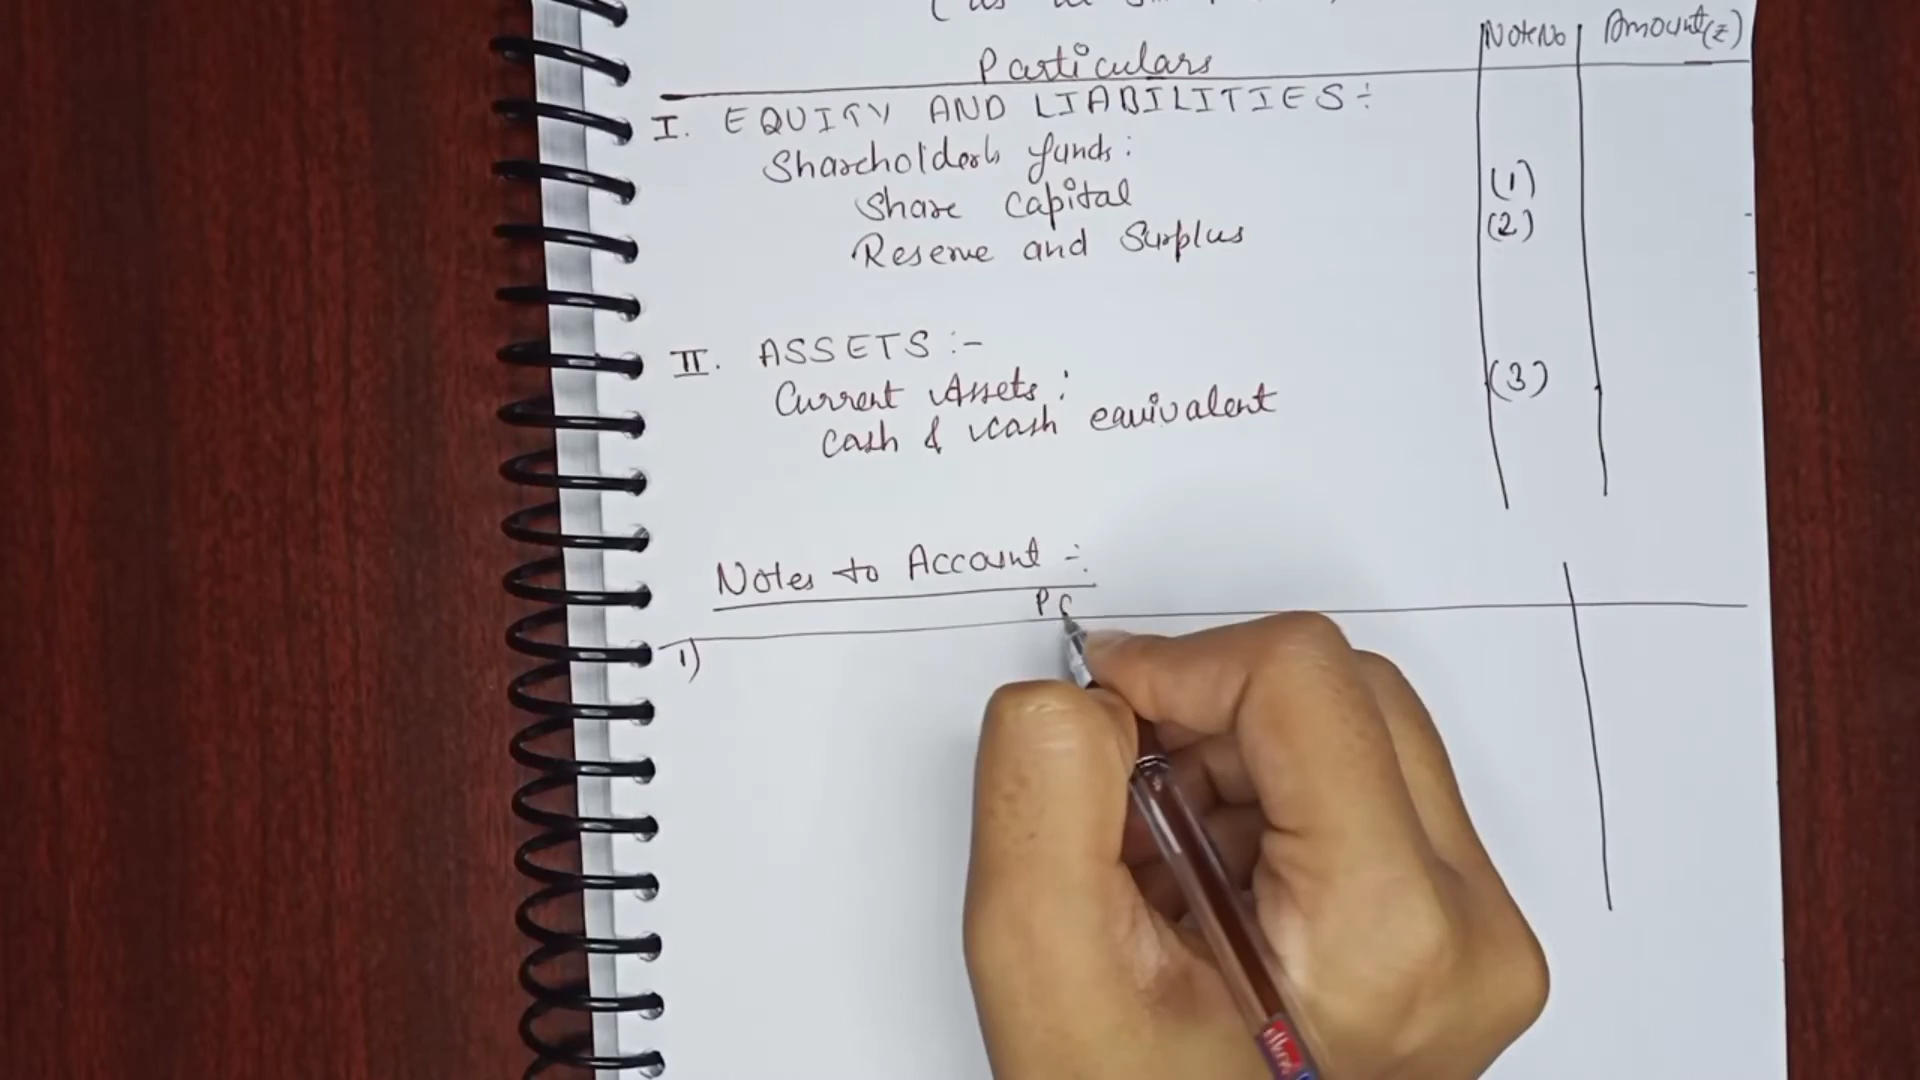 Particulars
Note No
Amount(₹)
I. EQUITY AND LIABILITIES :-
Shareholder's funds :
Share Capital (1)
Reserve and Surplus (2)
II. ASSETS :-
Current Assets : (3)
Cash & cash equivalent
Notes to Account :-
1)